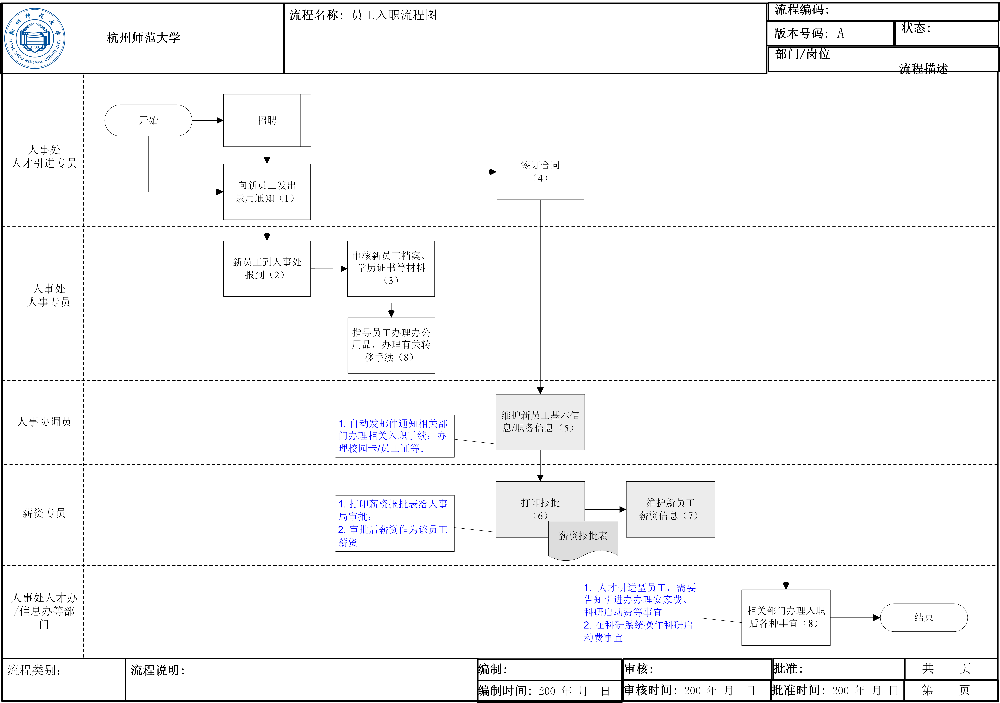 杭州师范大学
HANGZHOU NORMAL UNIVERSITY
1908
杭州师范大学
流程名称：员工入职流程图
流程编码：
版本号码：A
状态：
部门/岗位
流程描述
人事处
人才引进专员
开始
招聘
向新员工发出
录用通知（1）
签订合同
（4）
人事处
人事专员
新员工到人事处
报到（2）
审核新员工档案、
学历证书等材料
（3）
指导员工办理办公
用品，办理有关转
移手续（8）
人事协调员
1. 自动发邮件通知相关部
门办理相关入职手续：办
理校园卡/员工证等。
维护新员工基本信
息/职务信息（5）
薪资专员
1. 打印薪资报批表给人事
局审批；
2. 审批后薪资作为该员工
薪资
打印报批
（6）
薪资报批表
维护新员工
薪资信息（7）
人事处人才办
/信息办等部
门
1. 人才引进型员工，需要
告知引进办办理安家费、
科研启动费等事宜
2. 在科研系统操作科研启
动费事宜
相关部门办理入职
后各种事宜（8）
结束
流程类别：
流程说明：
编制：
审核：
批准：
共 页
编制时间：200 年 月 日
审核时间：200 年 月 日
批准时间：200 年 月 日
第 页